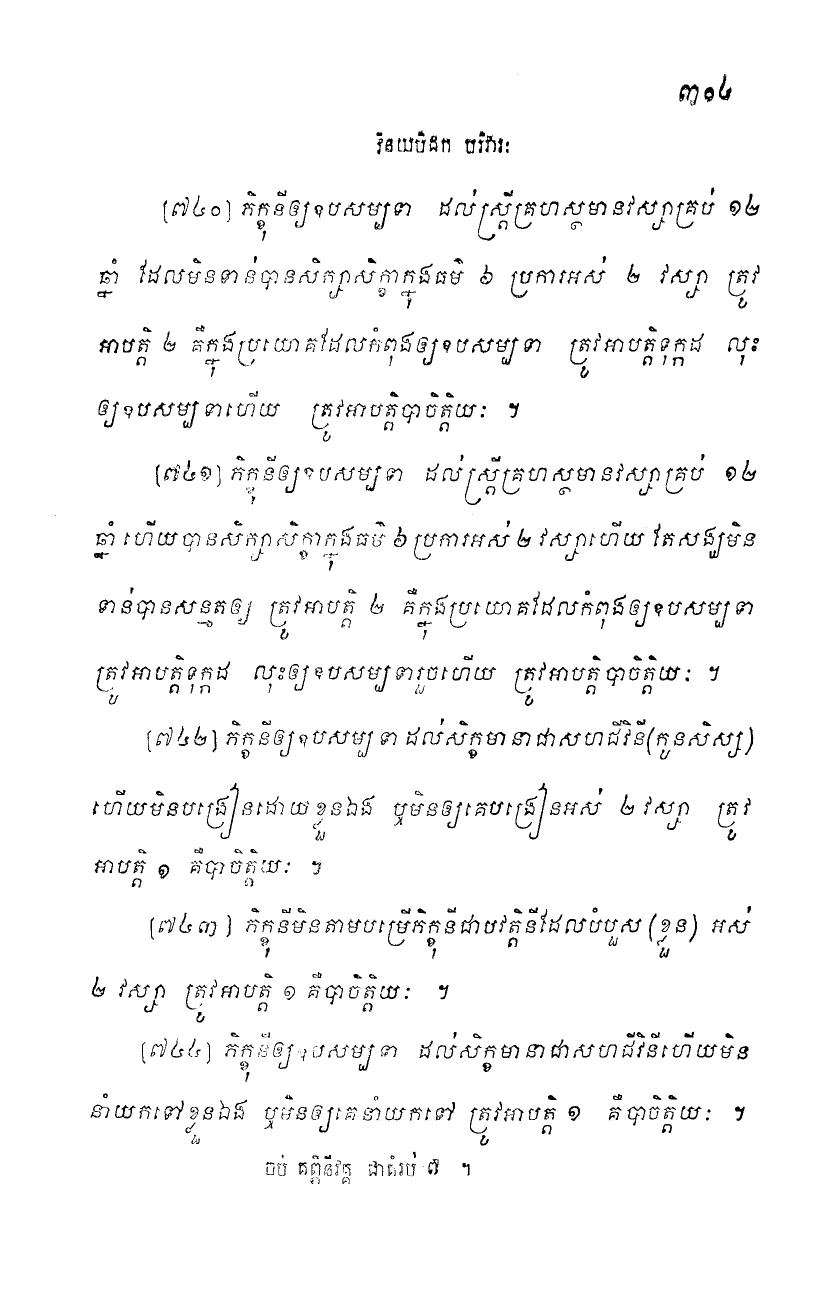 ៣១៤
វិនយបិដក បរិវារៈ
[៧៤០] ភិក្ខុនីឲ្យឧបសម្បទា ដល់ស្ត្រីគ្រហស្ថមានវស្សាគ្រប់ ១២
ឆ្នាំ ដែលមិនទាន់បានសិក្សាសិក្ខាក្នុងធម៌ ៦ ប្រការអស់ ២ វស្សា ត្រូវ
អាបត្តិ ២ គឺក្នុងប្រយោគដែលកំពុងឲ្យឧបសម្បទា ត្រូវអាបត្តិទុក្កដ លុះ
ឲ្យឧបសម្បទាហើយ ត្រូវអាបត្តិបាចិត្តិយៈ ។
[៧៤១] ភិក្ខុនីឲ្យឧបសម្បទា ដល់ស្ត្រីគ្រហស្ថមានវស្សាគ្រប់ ១២
ឆ្នាំ ហើយបានសិក្សាសិក្ខាក្នុងធម៌ ៦ ប្រការអស់ ២ វស្សាហើយ តែសង្ឃមិន
ទាន់បានសន្មតឲ្យ ត្រូវអាបត្តិ ២ គឺក្នុងប្រយោគដែលកំពុងឲ្យឧបសម្បទា
ត្រូវអាបត្តិទុក្កដ លុះឲ្យឧបសម្បទារួចហើយ ត្រូវអាបត្តិបាចិត្តិយៈ ។
[៧៤២] ភិក្ខុនីឲ្យឧបសម្បទា ដល់សិក្ខមានាជាសហជីវិនី(កូនសិស្ស)
ហើយមិនបង្រៀនដោយខ្លួនឯង ឬមិនឲ្យគេបង្រៀនអស់ ២ វស្សា ត្រូវ
អាបត្តិ ១ គឺបាចិត្តិយៈ ។
[៧៤៣] ភិក្ខុនីមិនតាមបម្រើភិក្ខុនីជាបវត្តិនីដែលបំបួស (ខ្លួន) អស់
២ វស្សា ត្រូវអាបត្តិ ១ គឺបាចិត្តិយៈ ។
[៧៤៤] ភិក្ខុនីឲ្យឧបសម្បទា ដល់សិក្ខមានាជាសហជីវិនីហើយមិន
នាំយកទៅខ្លួនឯង ឬមិនឲ្យគេនាំយកទៅ ត្រូវអាបត្តិ ១ គឺបាចិត្តិយៈ ។
ចប់ គព្ភិនីវគ្គ ជាគំរប់ ៧ ។